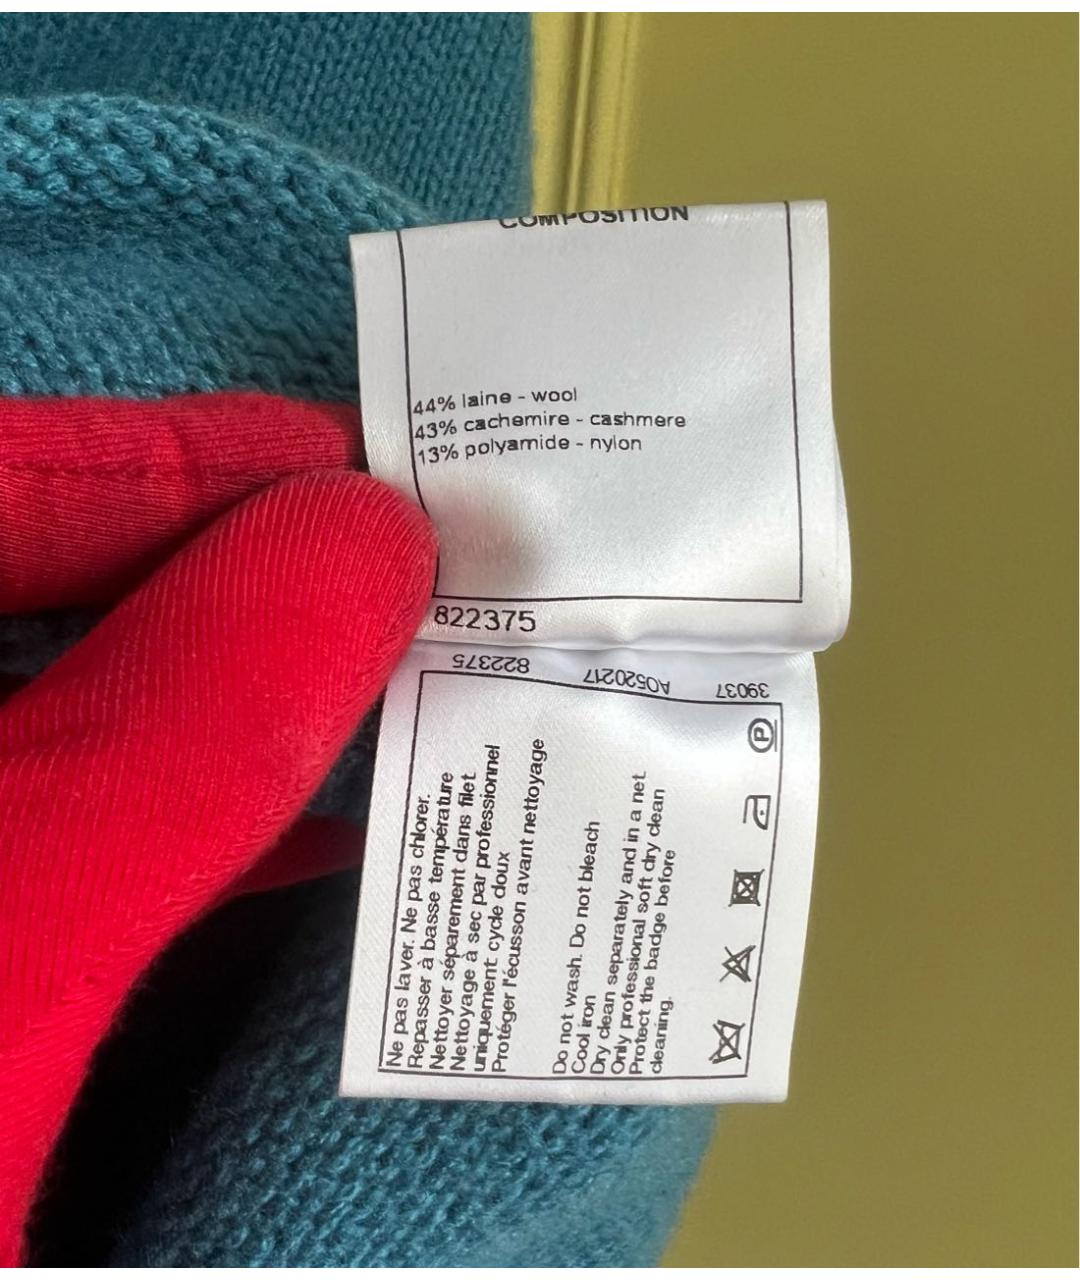 COMPOSITION
44% laine - wool
43% cachemire - cashmere
13% polyamide - nylon
822375
822375 A0520217 39037
Ne pas laver. Ne pas chlorer.
Repasser à basse température
Nettoyer séparement dans filet
Nettoyage à sec par professionnel
uniquement cycle doux
Protéger l'écusson avant nettoyage
Do not wash. Do not bleach
Cool iron
Dry clean separately and in a net.
Only professional soft dry clean
Protect the badge before
cleaning.
P